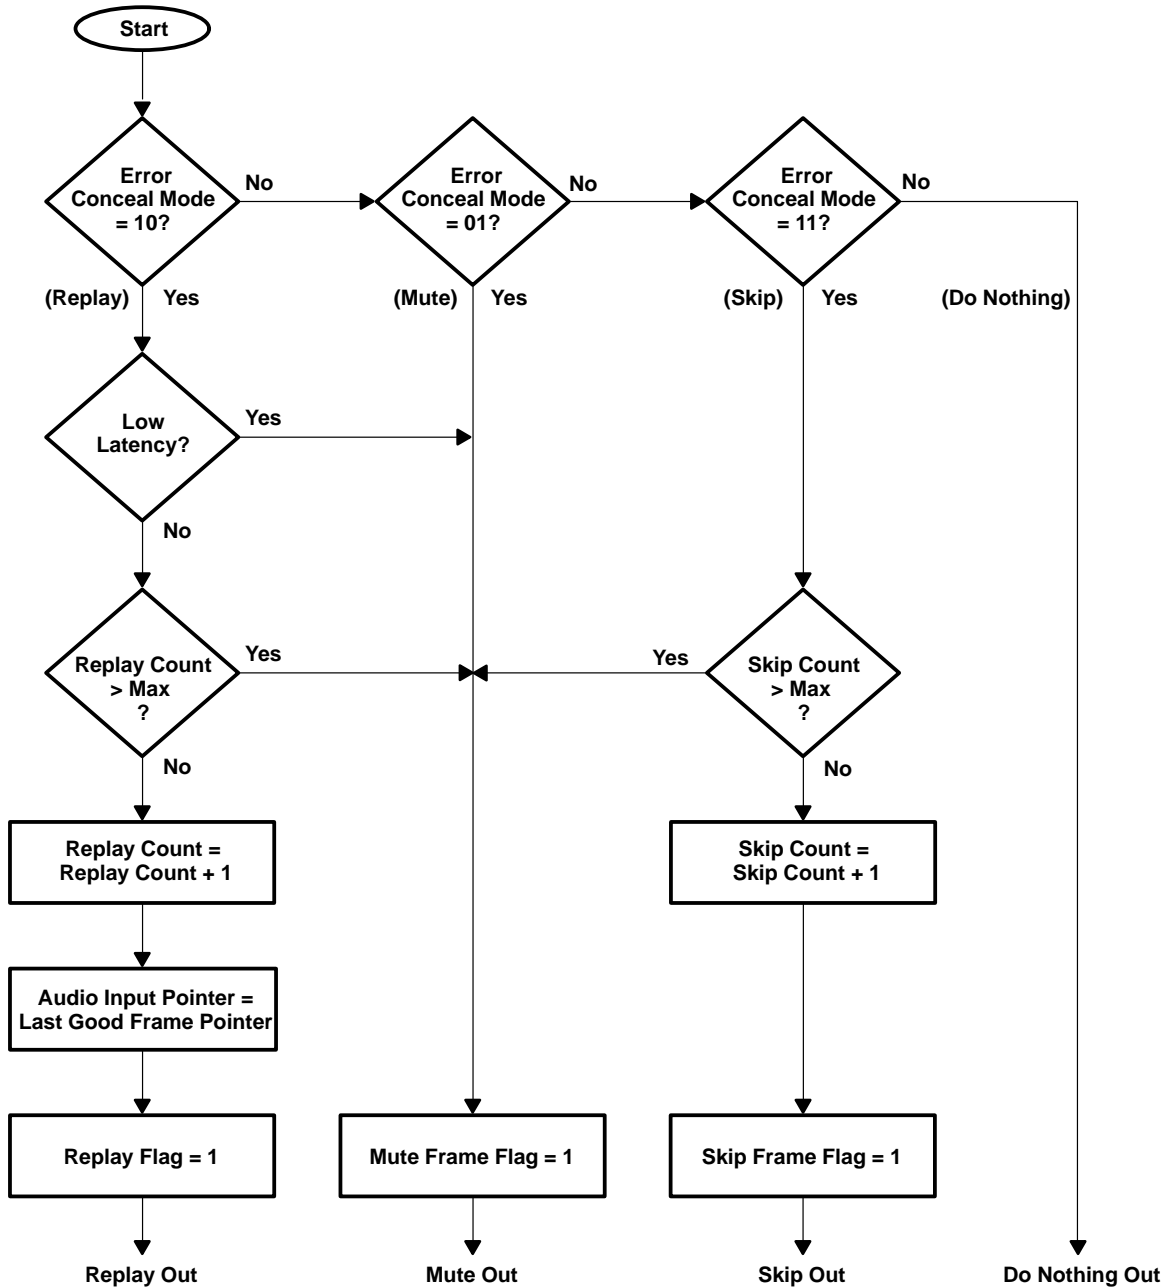 Start
Error
Conceal Mode
= 10?
No
Error
Conceal Mode
= 01?
No
Error
Conceal Mode
= 11?
No
(Replay)
Yes
(Mute)
Yes
(Skip)
Yes
(Do Nothing)
Low
Latency?
Yes
No
Replay Count
> Max
?
Yes
Yes
Skip Count
> Max
?
No
No
Replay Count =
Replay Count + 1
Skip Count =
Skip Count + 1
Audio Input Pointer =
Last Good Frame Pointer
Replay Flag = 1
Mute Frame Flag = 1
Skip Frame Flag = 1
Replay Out
Mute Out
Skip Out
Do Nothing Out